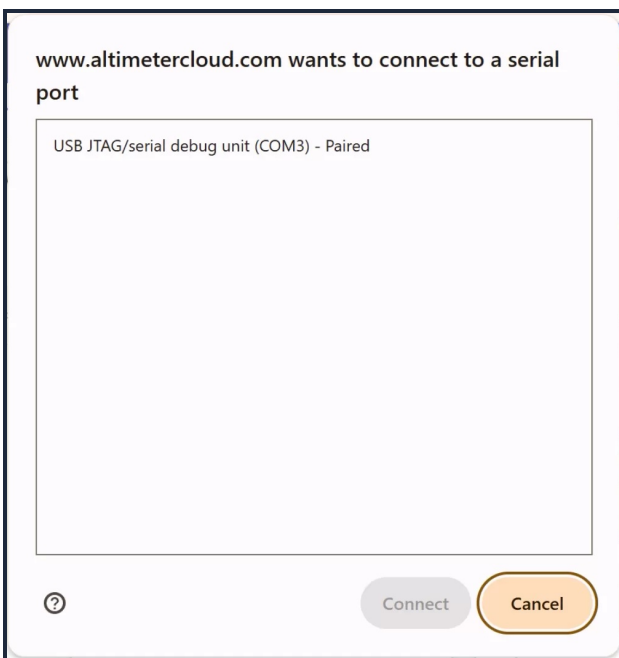 www.altimetercloud.com wants to connect to a serial
port
USB JTAG/serial debug unit (COM3) - Paired
Connect
Cancel